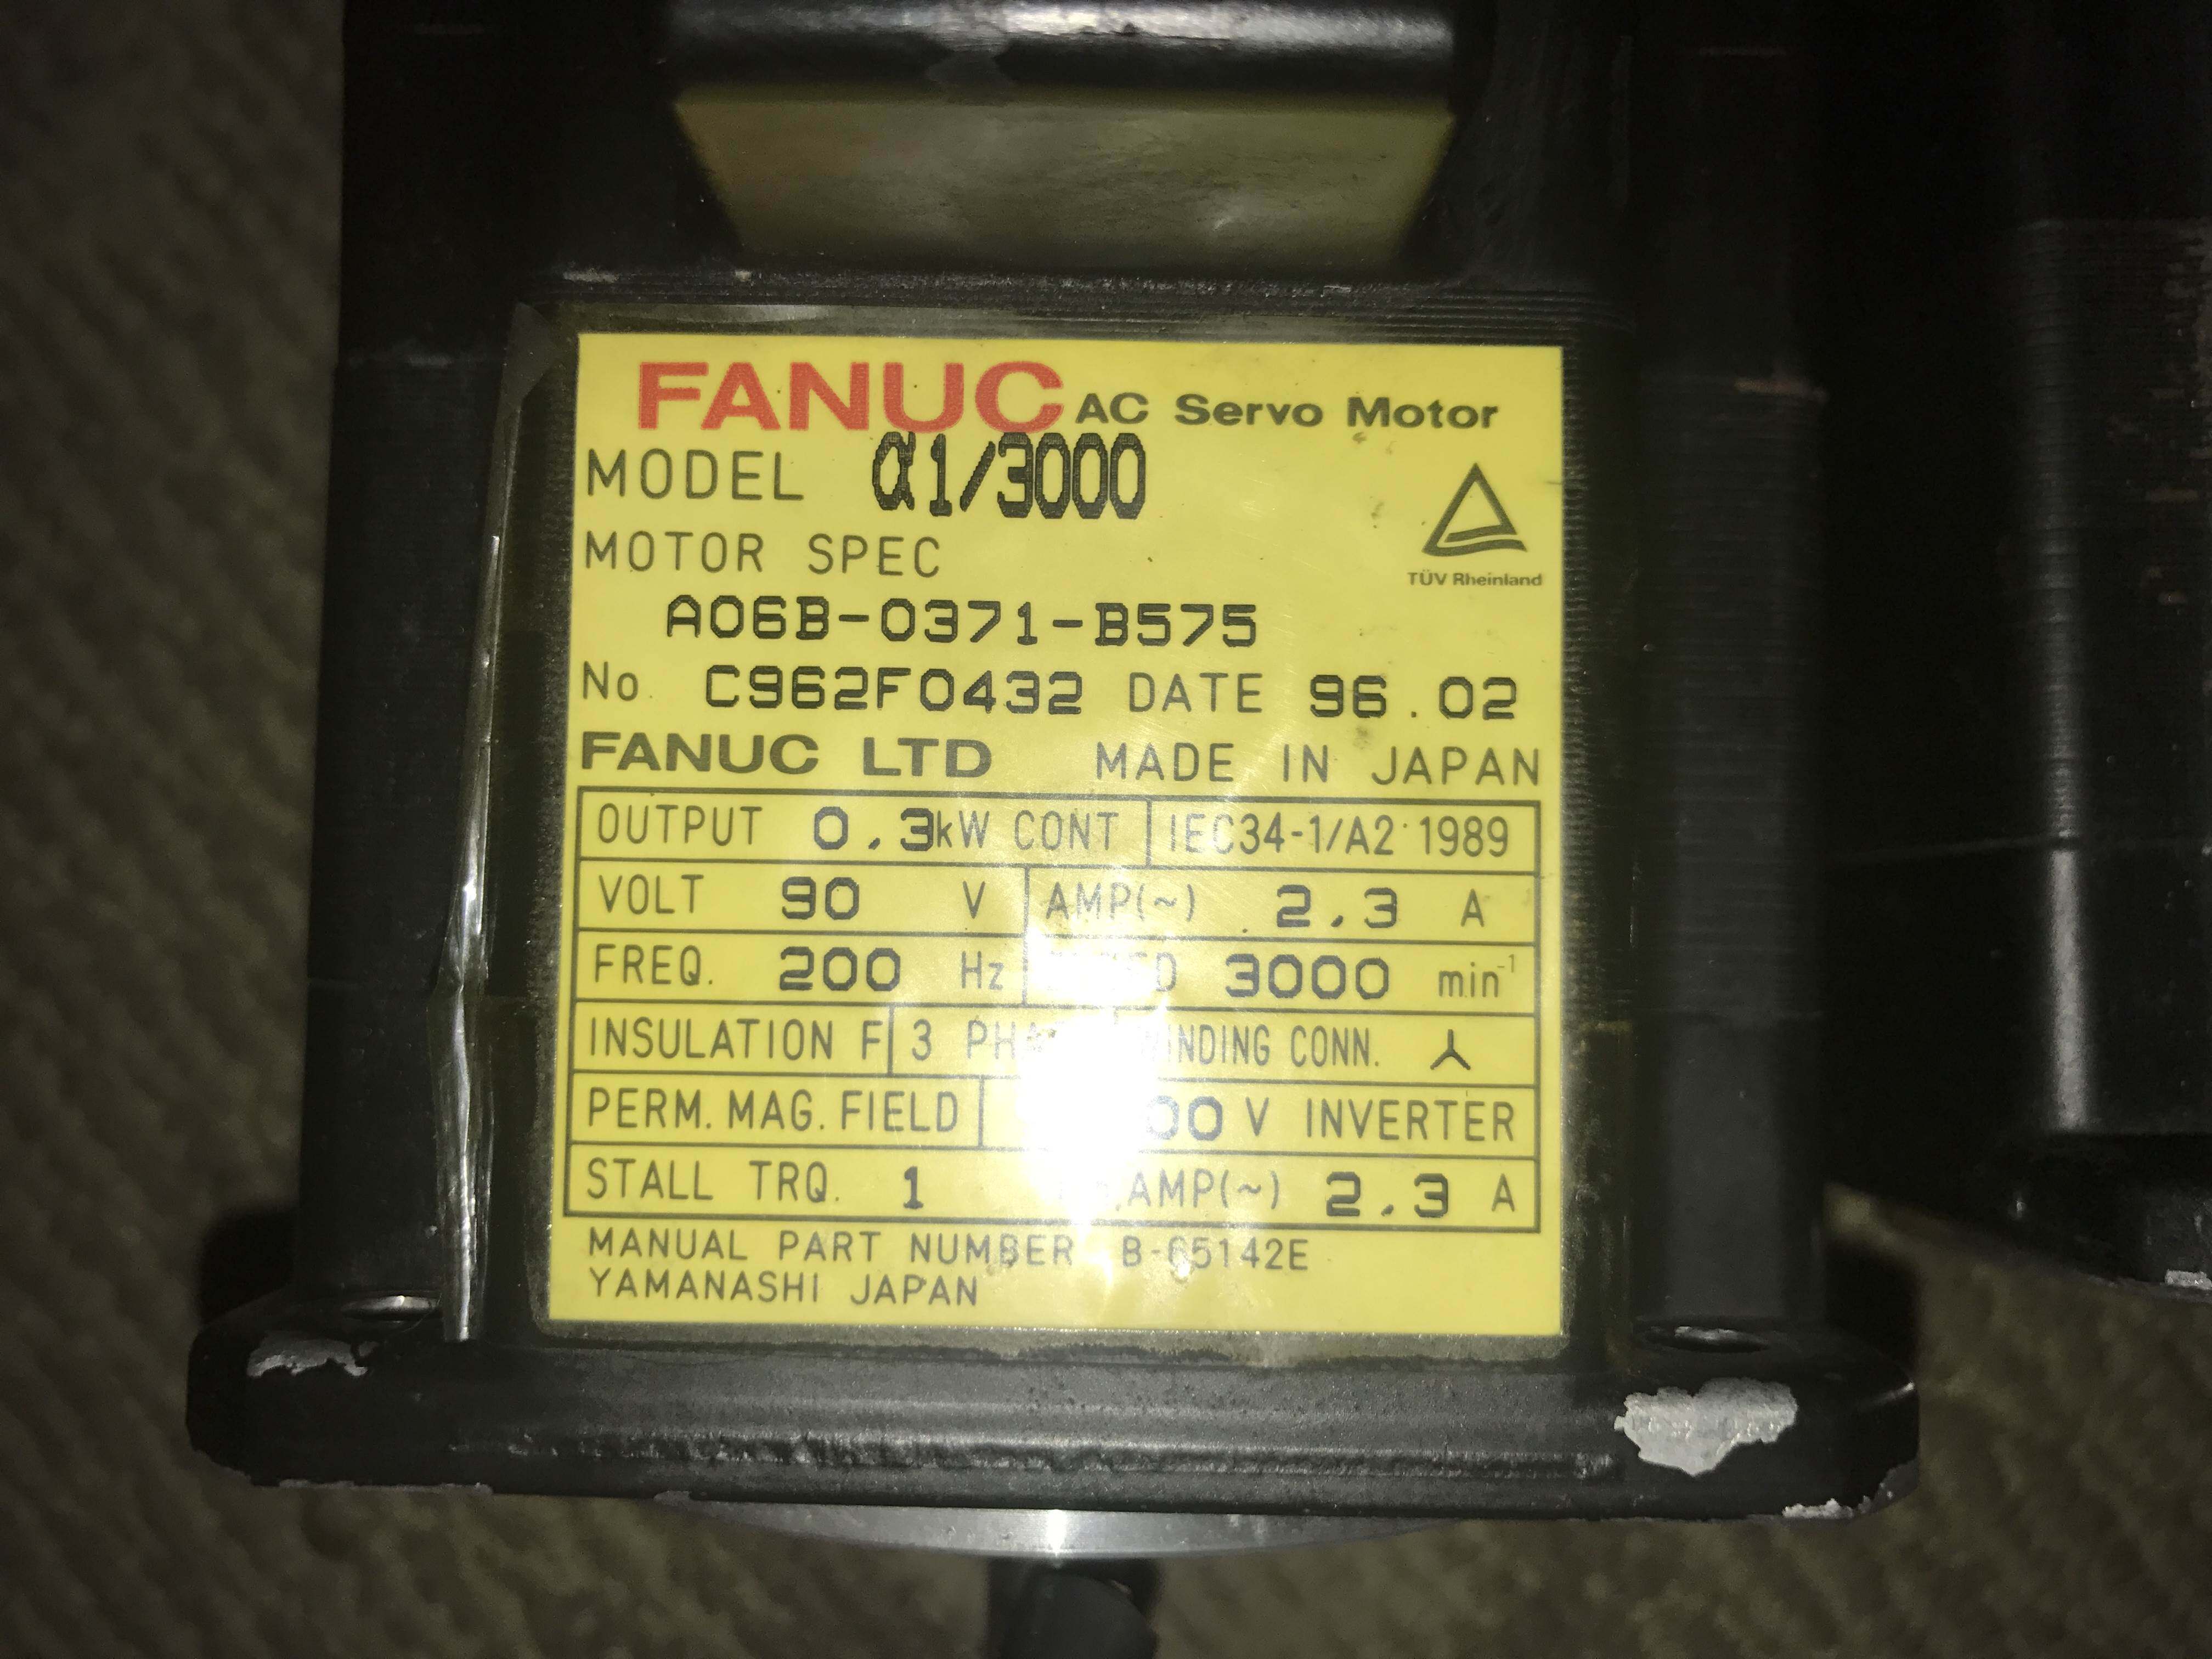 FANUC AC Servo Motor
MODEL α1/3000
TÜV Rheinland
MOTOR SPEC
A06B-0371-B575
No. C962F0432 DATE 96.02
FANUC LTD MADE IN JAPAN
OUTPUT 0.3kW CONT IEC34-1/A2 1989
VOLT 90 V AMP(~) 2.3 A
FREQ. 200 Hz 3000 min-1
INSULATION F 3 CONN.
PERM. MAG. FIELD V INVERTER
STALL TRQ. 1 AMP(~) 2.3 A
MANUAL PART NUMBER B-65142E
YAMANASHI JAPAN